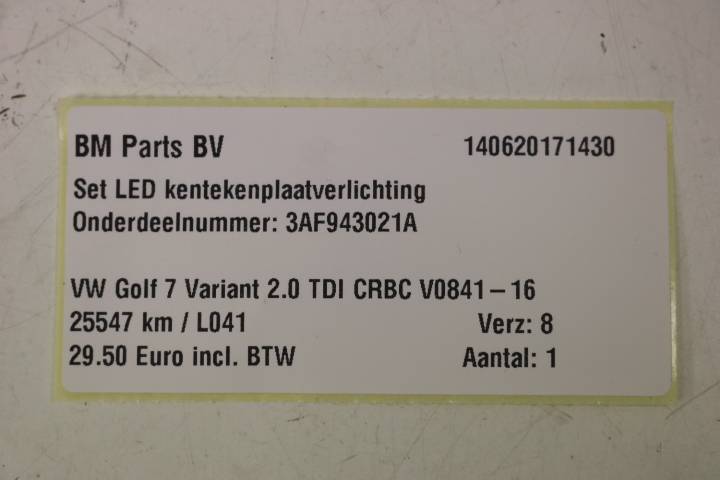 BM Parts BV 140620171430
Set LED kentekenplaatverlichting
Onderdeelnummer: 3AF943021A
VW Golf 7 Variant 2.0 TDI CRBC V0841-16
25547 km / L041 Verz: 8
29.50 Euro incl. BTW Aantal: 1